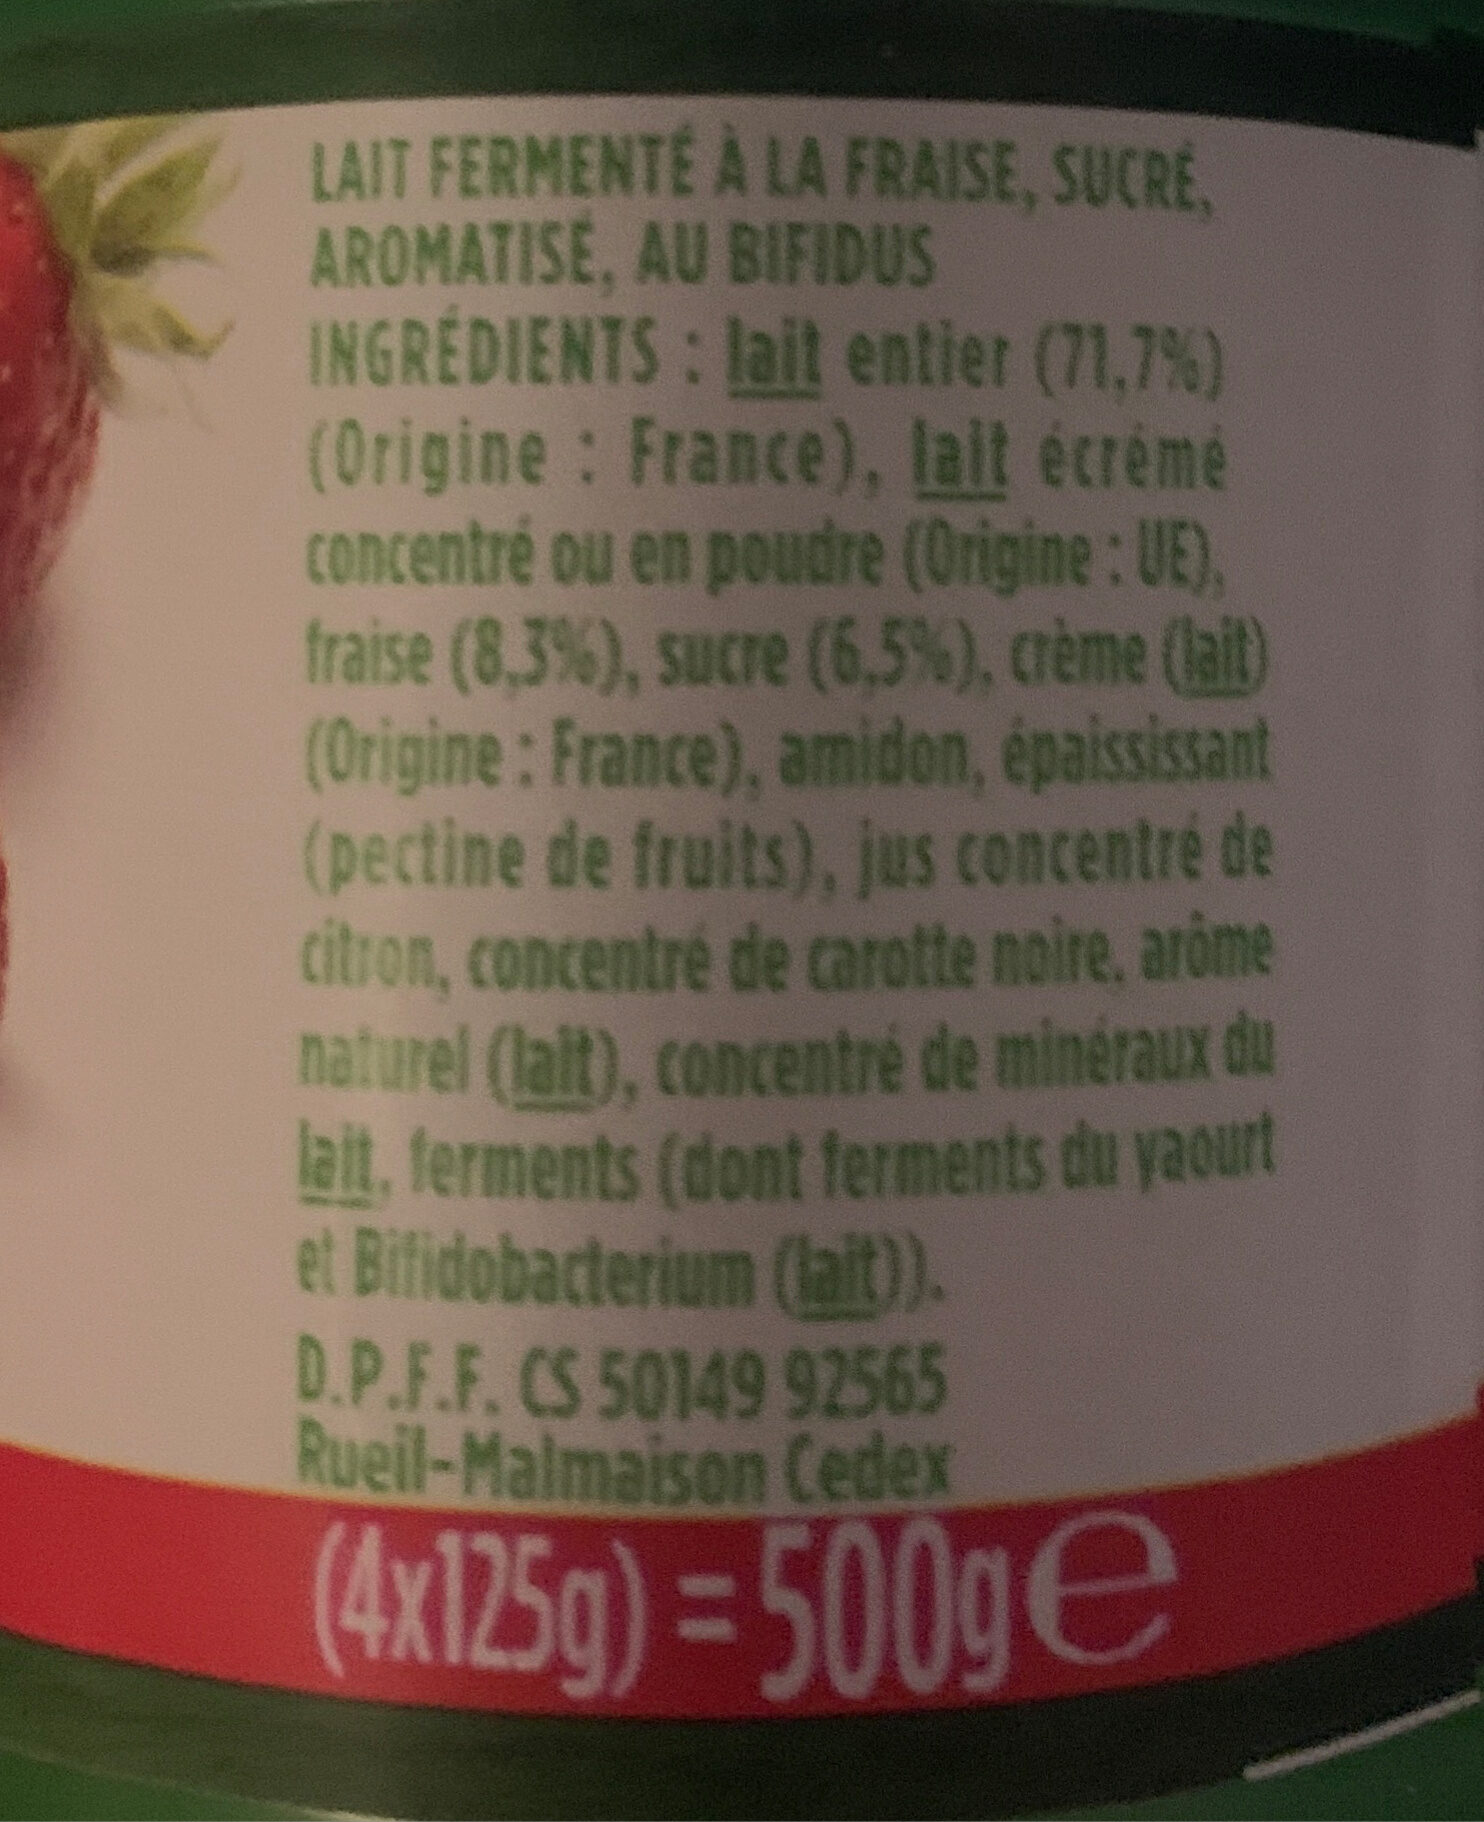 LAIT FERMENTÉ À LA FRAISE, SUCRÉ,
AROMATISÉ, AU BIFIDUS
INGRÉDIENTS : lait entier (71,7%)
(Origine : France), lait écrémé
concentré ou en poudre (Origine : UE),
fraise (8,3%), sucre (6,5%), crème (lait)
(Origine : France), amidon, épaississant
(pectine de fruits), jus concentré de
citron, concentré de carotte noire, arôme
naturel (lait), concentré de minéraux du
lait, ferments (dont ferments du yaourt
et Bifidobacterium (lait)).
D.P.F.F. CS 50149 92565
Rueil-Malmaison Cedex
(4x125g) = 500g e